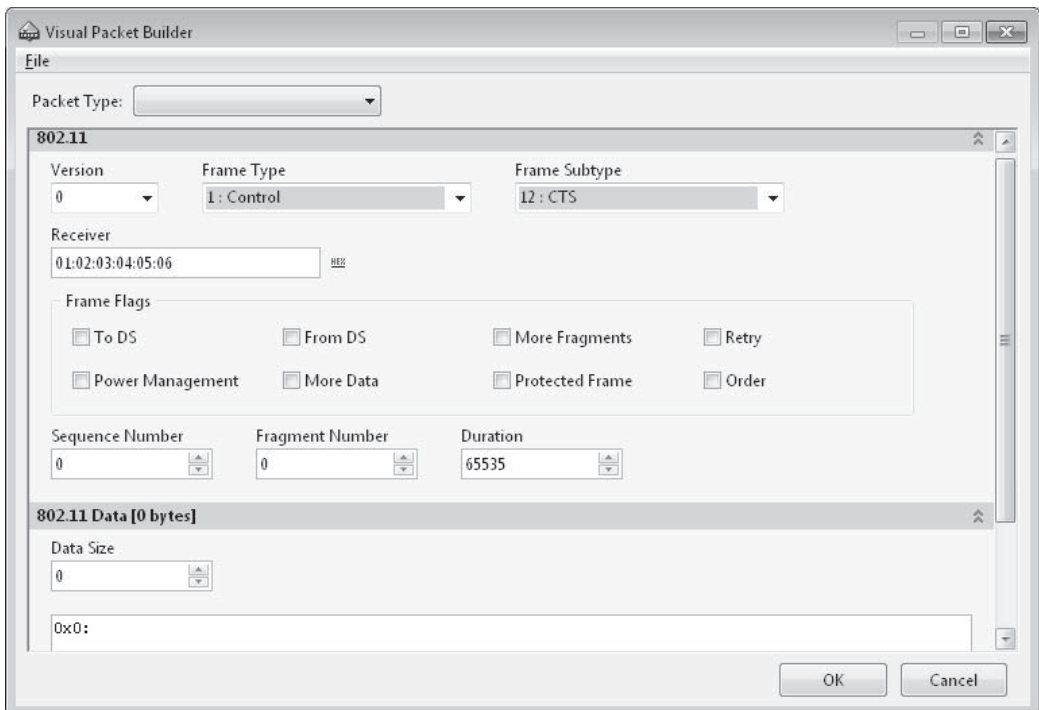 Visual Packet Builder
File
Packet Type:
802.11
Version Frame Type Frame Subtype
0 1 : Control 12 : CTS
Receiver
01:02:03:04:05:06 HEX
Frame Flags
To DS From DS More Fragments Retry
Power Management More Data Protected Frame Order
Sequence Number Fragment Number Duration
0 0 65535
802.11 Data [0 bytes]
Data Size
0
0x0:
OK Cancel